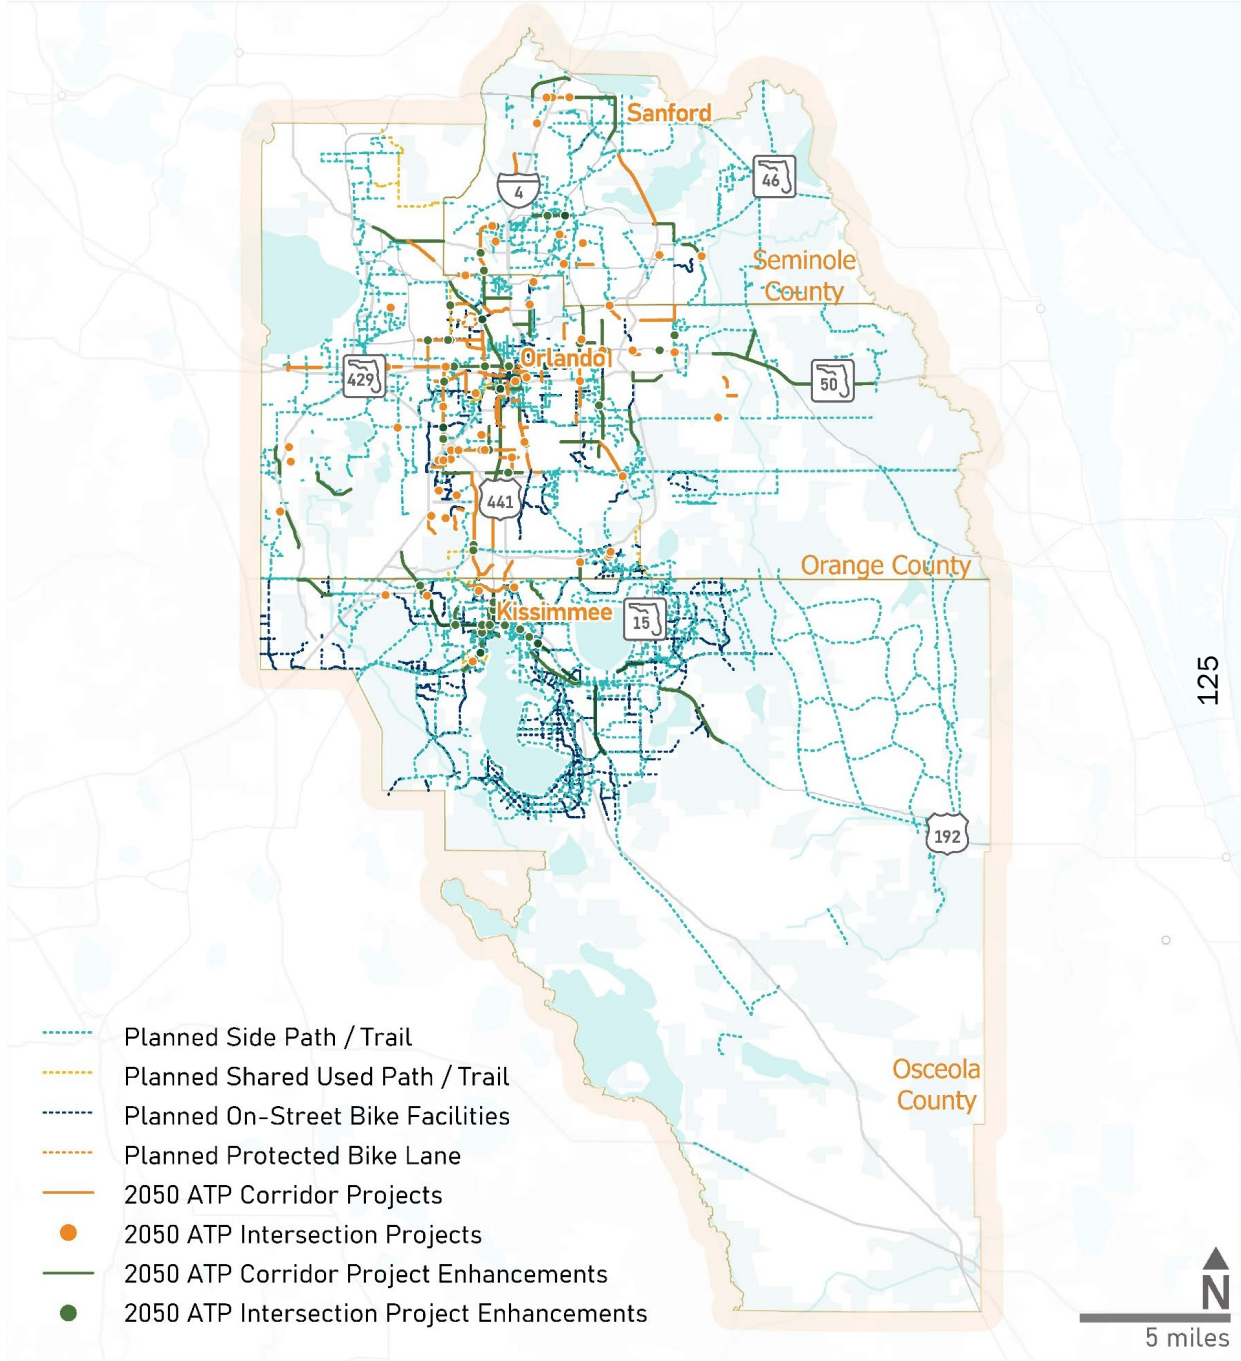 Sanford
46
4
Seminole
County
Orlando
429
50
441
Orange County
Kissimmee
15
125
192
Planned Side Path / Trail
Planned Shared Used Path / Trail
Planned On-Street Bike Facilities
Planned Protected Bike Lane
2050 ATP Corridor Projects
2050 ATP Intersection Projects
2050 ATP Corridor Project Enhancements
2050 ATP Intersection Project Enhancements
Osceola
County
N
5 miles